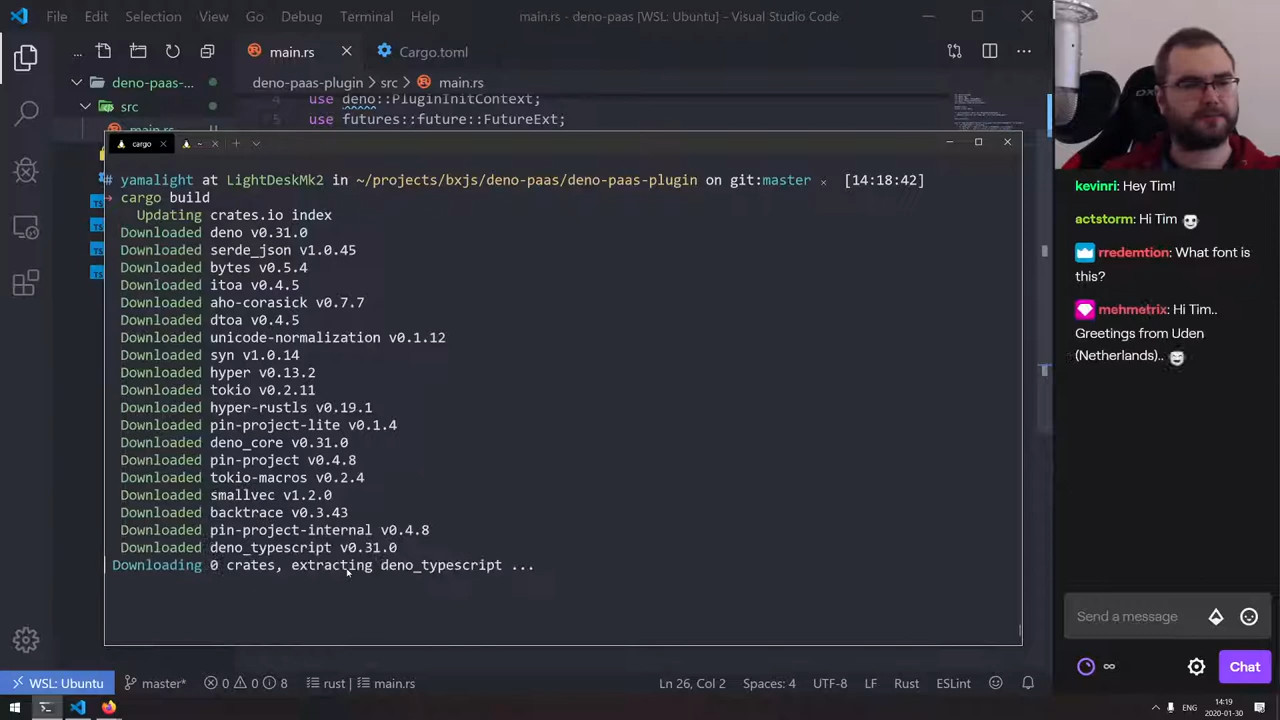 File Edit View Go Debug Terminal Help main.rs - deno-paas [WSL: Ubuntu] - Visual Studio Code
... main.rs Cargo.toml
deno-paas-... deno-paas-plugin > src > main.rs
src use deno::PluginInitContext;
main.rs U use futures::future::FutureExt;
cargo ~
# yamalight at LightDeskMk2 in ~/projects/bxjs/deno-paas/deno-paas-plugin on git:master × [14:18:42]
→ cargo build
Updating crates.io index
Downloaded deno v0.31.0
Downloaded serde_json v1.0.45
Downloaded bytes v0.5.4
Downloaded itoa v0.4.5
Downloaded aho-corasick v0.7.7
Downloaded dtoa v0.4.5
Downloaded unicode-normalization v0.1.12
Downloaded syn v1.0.14
Downloaded hyper v0.13.2
Downloaded tokio v0.2.11
Downloaded hyper-rustls v0.19.1
Downloaded pin-project-lite v0.1.4
Downloaded deno_core v0.31.0
Downloaded pin-project v0.4.8
Downloaded tokio-macros v0.2.4
Downloaded smallvec v1.2.0
Downloaded backtrace v0.3.43
Downloaded pin-project-internal v0.4.8
Downloaded deno_typescript v0.31.0
Downloading 0 crates, extracting deno_typescript ...
WSL: Ubuntu master* 0 0 8 rust | main.rs Ln 26, Col 2 Spaces: 4 UTF-8 LF Rust ESLint
kevinri: Hey Tim!
actstorm: Hi Tim
rredemtion: What font is
this?
mehmetrix: Hi Tim..
Greetings from Uden
(Netherlands)..
Send a message
∞ Chat
ENG 14:19
2020-01-30